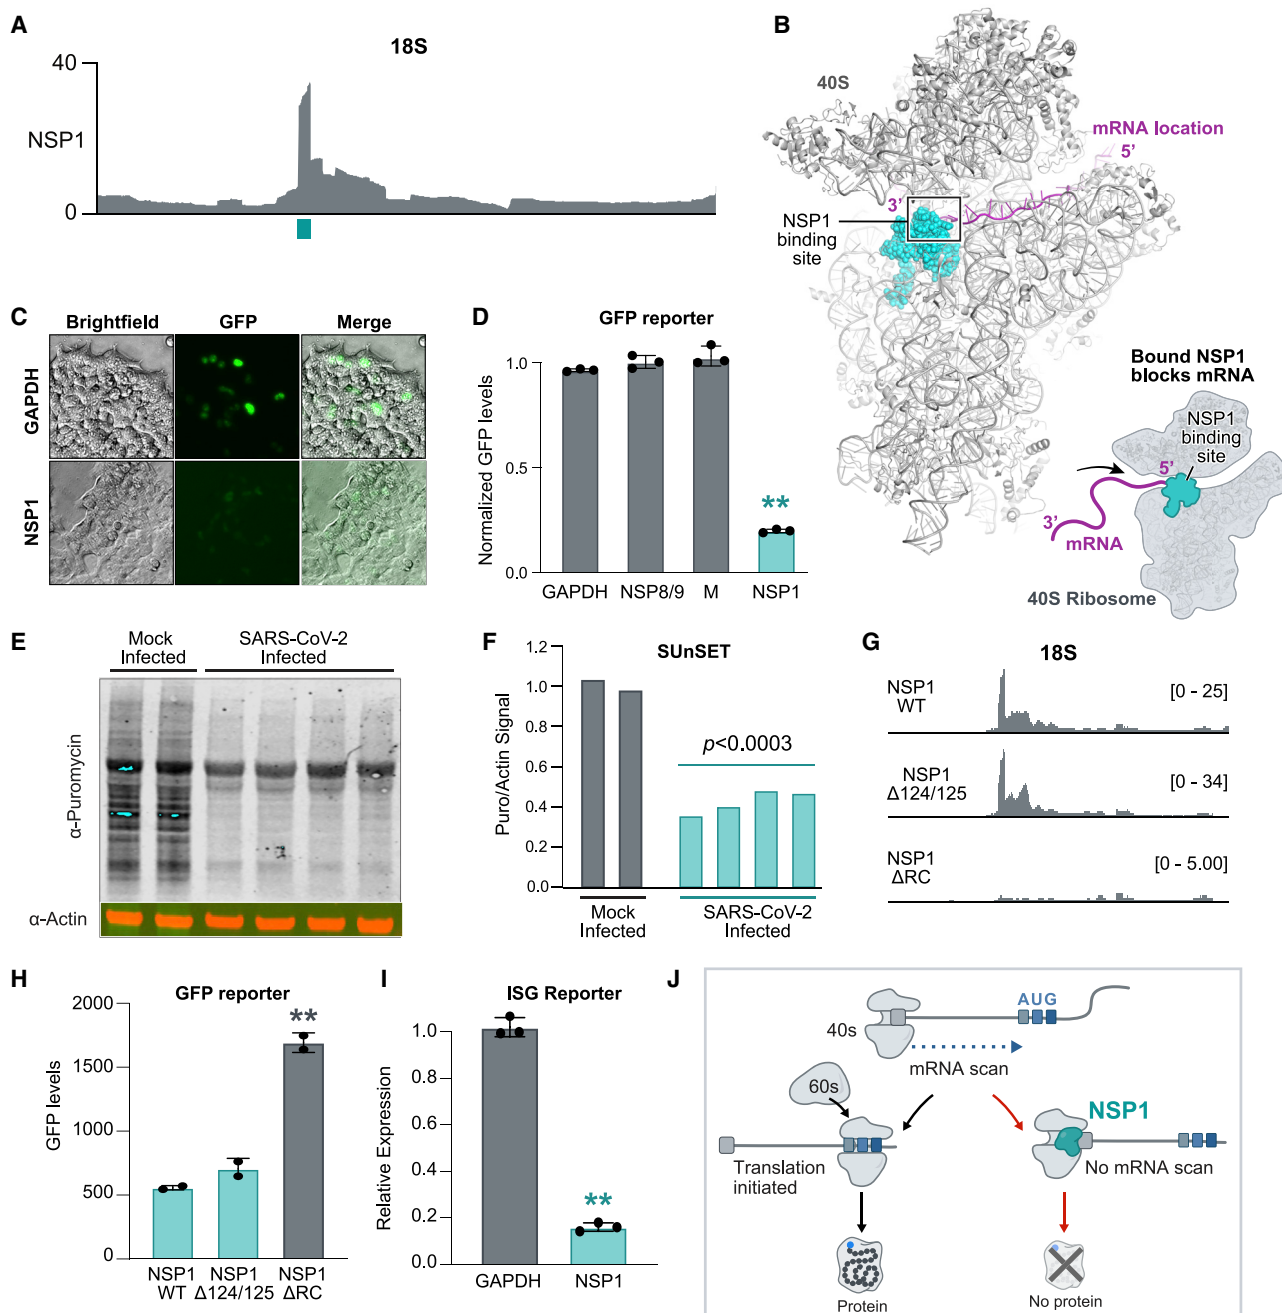 A
18S
40
NSP1
0
B
40S
mRNA location
5’
3’
NSP1
binding
site
Bound NSP1
blocks mRNA
NSP1
binding
site
5’
3’
mRNA
40S Ribosome
C
Brightfield
GFP
Merge
GAPDH
NSP1
D
GFP reporter
Normalized GFP levels
1.0
0.5
0.0
**
GAPDH
NSP8/9
M
NSP1
E
Mock
Infected
SARS-CoV-2
Infected
α-Puromycin
α-Actin
F
SUnSET
Puro/Actin Signal
1.2
1.0
0.8
0.6
0.4
0.2
0.0
p<0.0003
Mock
Infected
SARS-CoV-2
Infected
G
18S
NSP1
WT
[0 - 25]
NSP1
Δ124/125
[0 - 34]
NSP1
ΔRC
[0 - 5.00]
H
GFP reporter
GFP levels
2000
1500
1000
500
0
**
NSP1
WT
NSP1
Δ124/125
NSP1
ΔRC
I
ISG Reporter
Relative Expression
1.0
0.8
0.6
0.4
0.2
0.0
**
GAPDH
NSP1
J
40s
AUG
mRNA scan
60s
NSP1
Translation
initiated
No mRNA scan
Protein
No protein